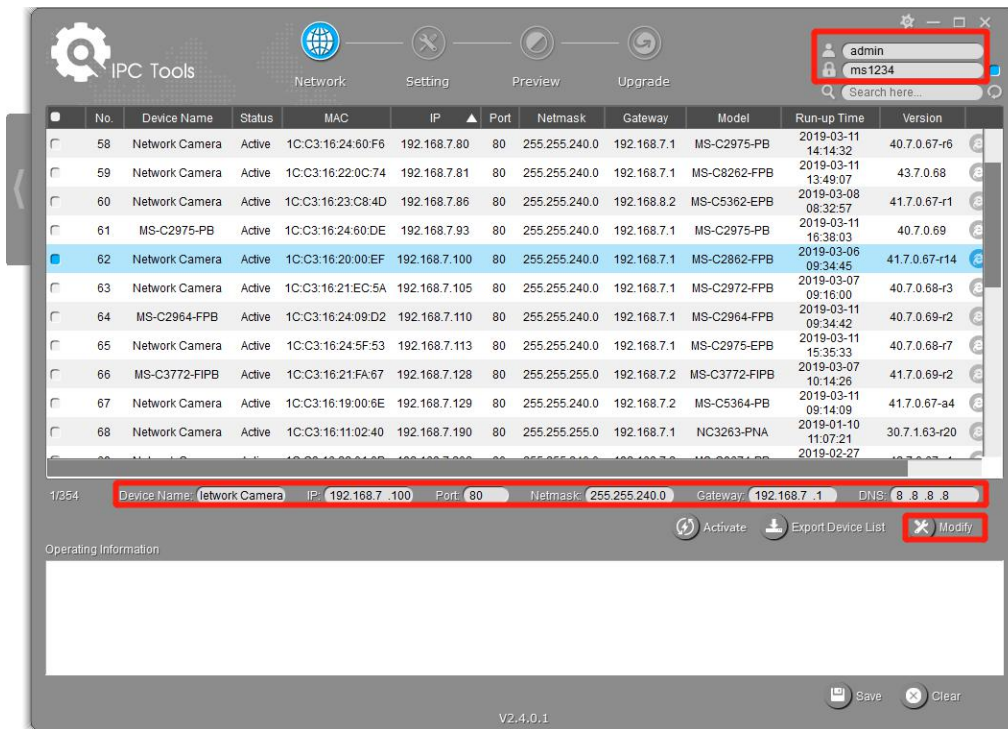 admin
IPC Tools
ms1234
Network Setting Preview Upgrade
Search here...
No. Device Name Status MAC IP Port Netmask Gateway Model Run-up Time Version
58 Network Camera Active 1C:C3:16:24:60:F6 192.168.7.80 80 255.255.240.0 192.168.7.1 MS-C2975-PB 2019-03-11 14:14:32 40.7.0.67-r6
59 Network Camera Active 1C:C3:16:22:0C:74 192.168.7.81 80 255.255.240.0 192.168.7.1 MS-C8262-FPB 2019-03-11 13:49:07 43.7.0.68
60 Network Camera Active 1C:C3:16:23:C8:4D 192.168.7.86 80 255.255.240.0 192.168.8.2 MS-C5362-EPB 2019-03-08 08:32:57 41.7.0.67-r1
61 MS-C2975-PB Active 1C:C3:16:24:60:DE 192.168.7.93 80 255.255.240.0 192.168.7.1 MS-C2975-PB 2019-03-11 16:38:03 40.7.0.69
62 Network Camera Active 1C:C3:16:20:00:EF 192.168.7.100 80 255.255.240.0 192.168.7.1 MS-C2862-FPB 2019-03-06 09:34:45 41.7.0.67-r14
63 Network Camera Active 1C:C3:16:21:EC:5A 192.168.7.105 80 255.255.240.0 192.168.7.1 MS-C2972-FPB 2019-03-07 09:16:00 40.7.0.68-r3
64 MS-C2964-FPB Active 1C:C3:16:24:09:D2 192.168.7.110 80 255.255.240.0 192.168.7.1 MS-C2964-FPB 2019-03-11 09:34:42 40.7.0.69-r2
65 Network Camera Active 1C:C3:16:24:5F:53 192.168.7.113 80 255.255.240.0 192.168.7.1 MS-C2975-EPB 2019-03-11 15:35:33 40.7.0.68-r7
66 MS-C3772-FIPB Active 1C:C3:16:21:FA:67 192.168.7.128 80 255.255.255.0 192.168.7.2 MS-C3772-FIPB 2019-03-07 10:14:26 41.7.0.69-r2
67 Network Camera Active 1C:C3:16:19:00:6E 192.168.7.129 80 255.255.240.0 192.168.7.2 MS-C5364-PB 2019-03-11 09:14:09 41.7.0.67-a4
68 Network Camera Active 1C:C3:16:11:02:40 192.168.7.190 80 255.255.255.0 192.168.7.1 NC3263-PNA 2019-01-10 11:07:21 30.7.1.63-r20
2019-02-27
1/354 Device Name: letwork Camera IP: 192.168.7 .100 Port: 80 Netmask: 255.255.240.0 Gateway: 192.168.7 .1 DNS: 8 .8 .8 .8
Activate Export Device List Modify
Operating Information
Save Clear
V2.4.0.1